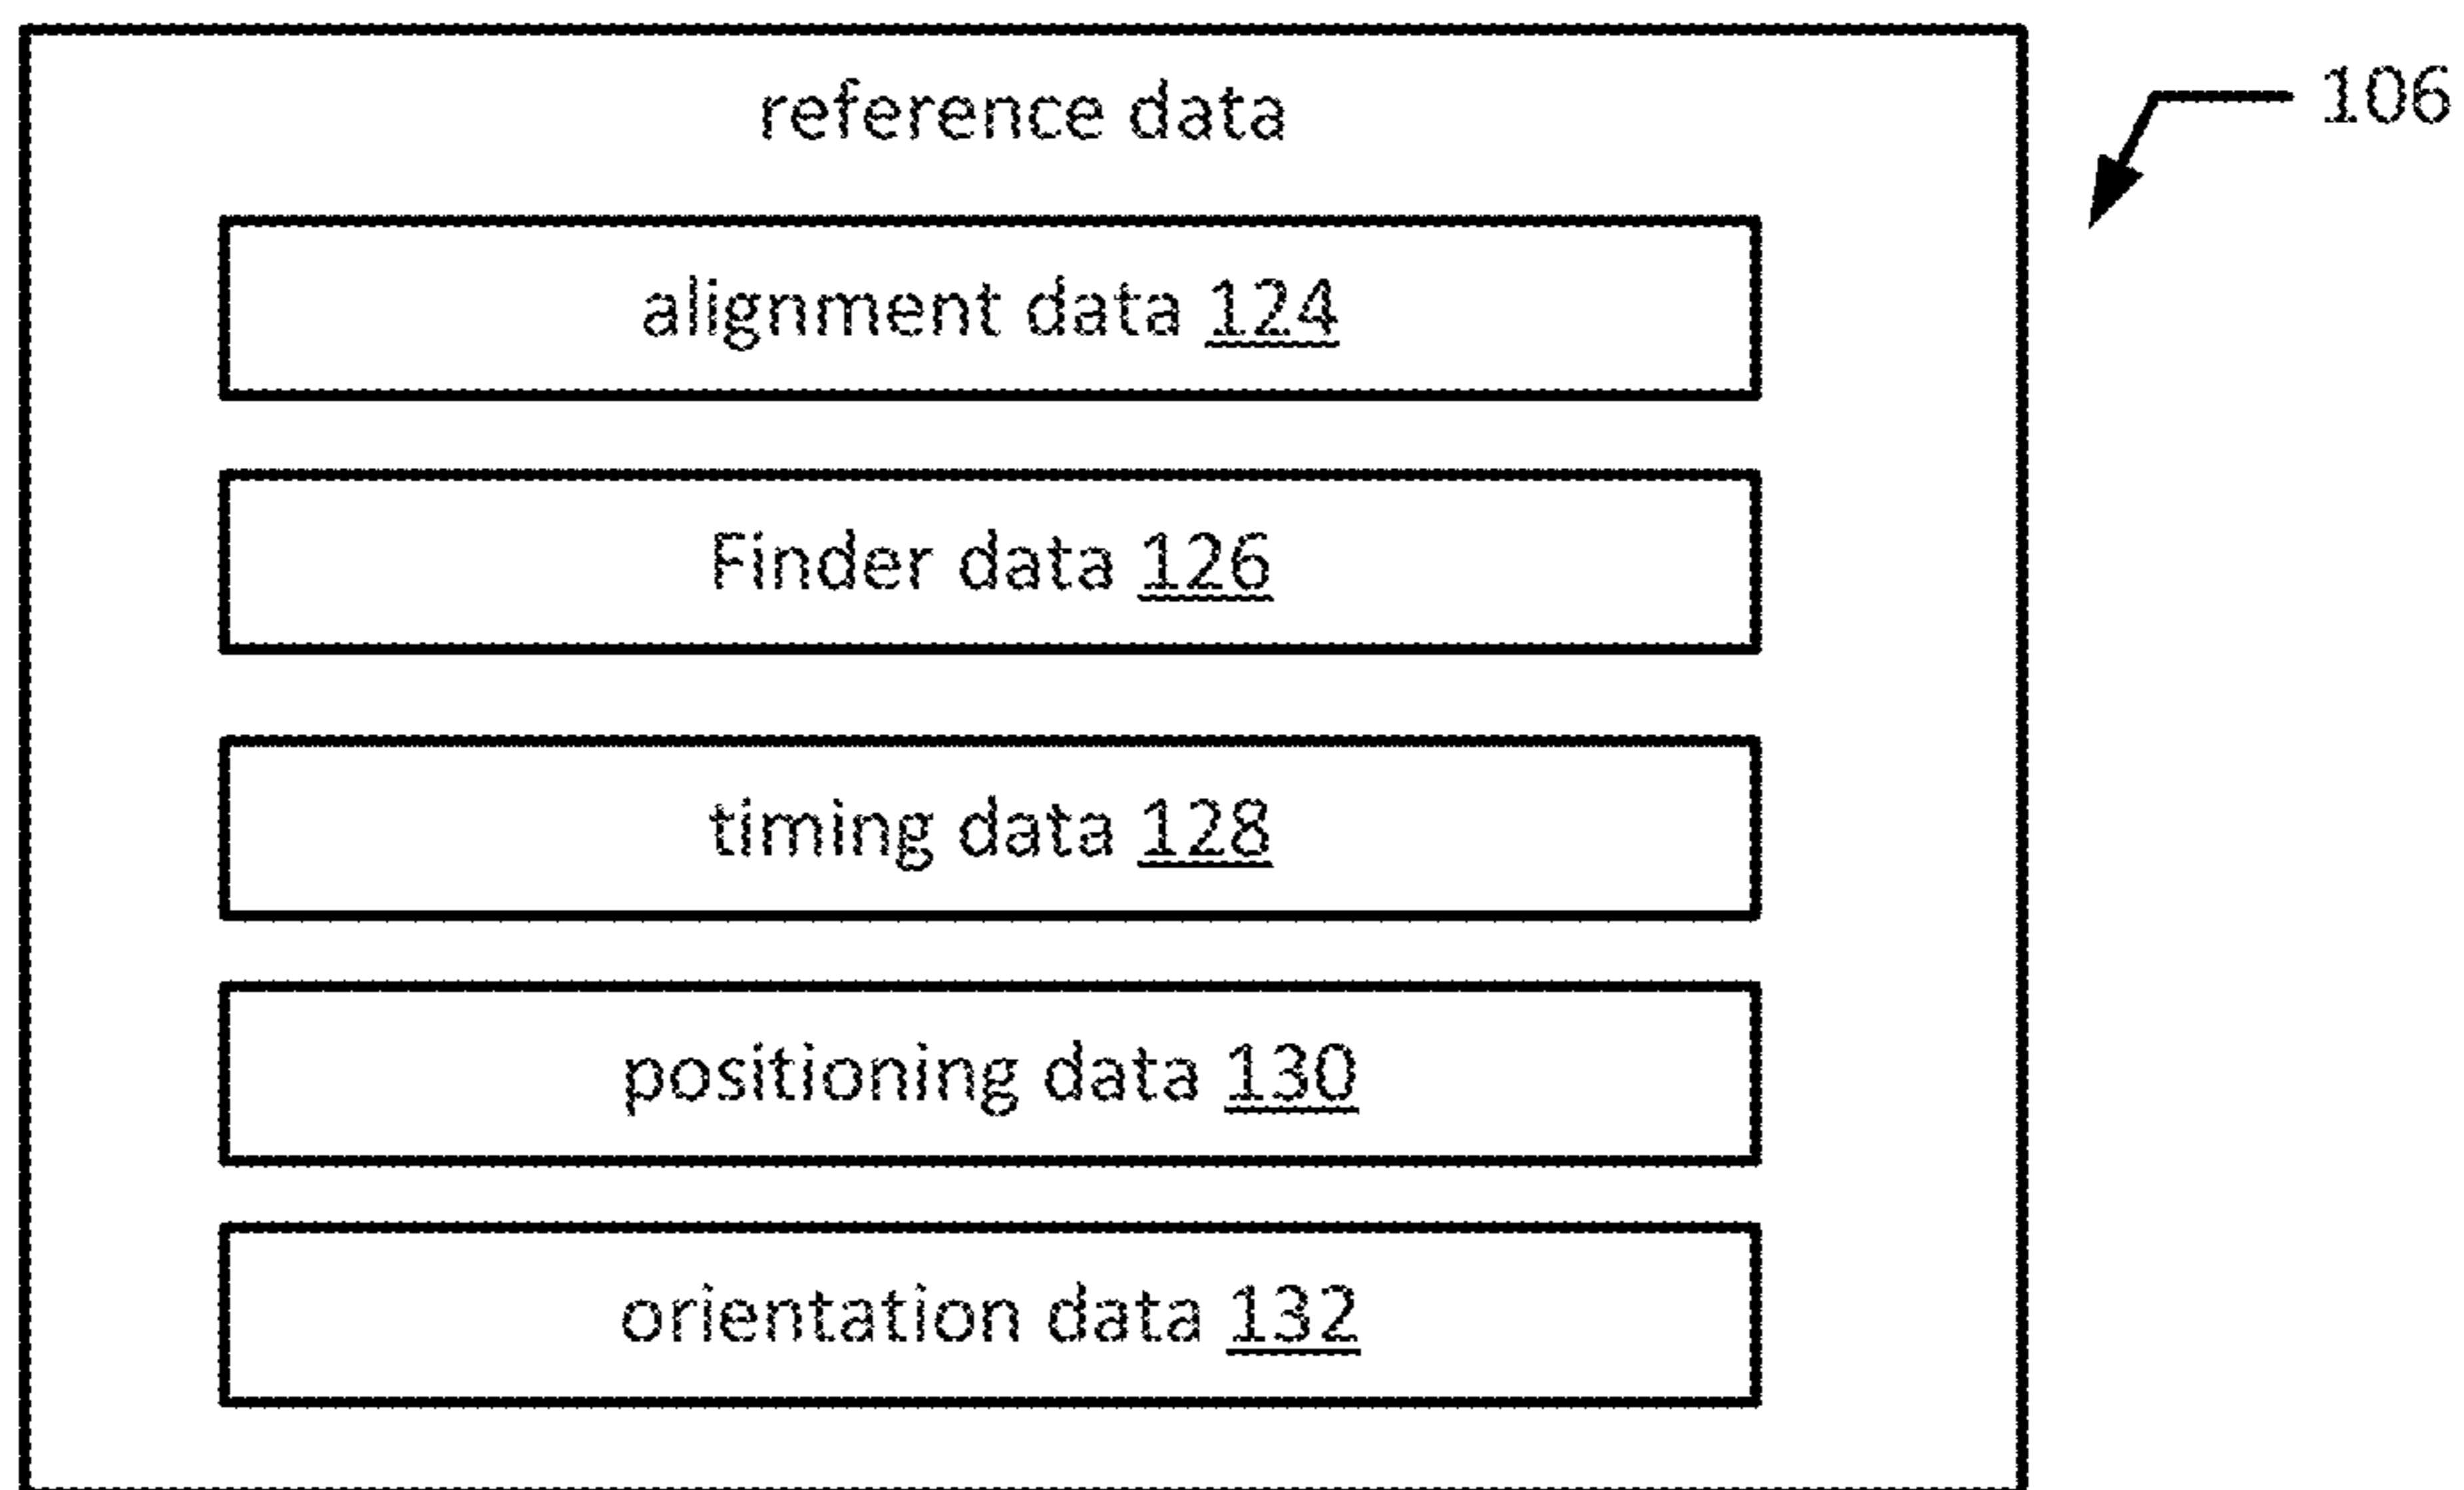 reference data
106
alignment data 124
Finder data 126
timing data 128
positioning data 130
orientation data 132